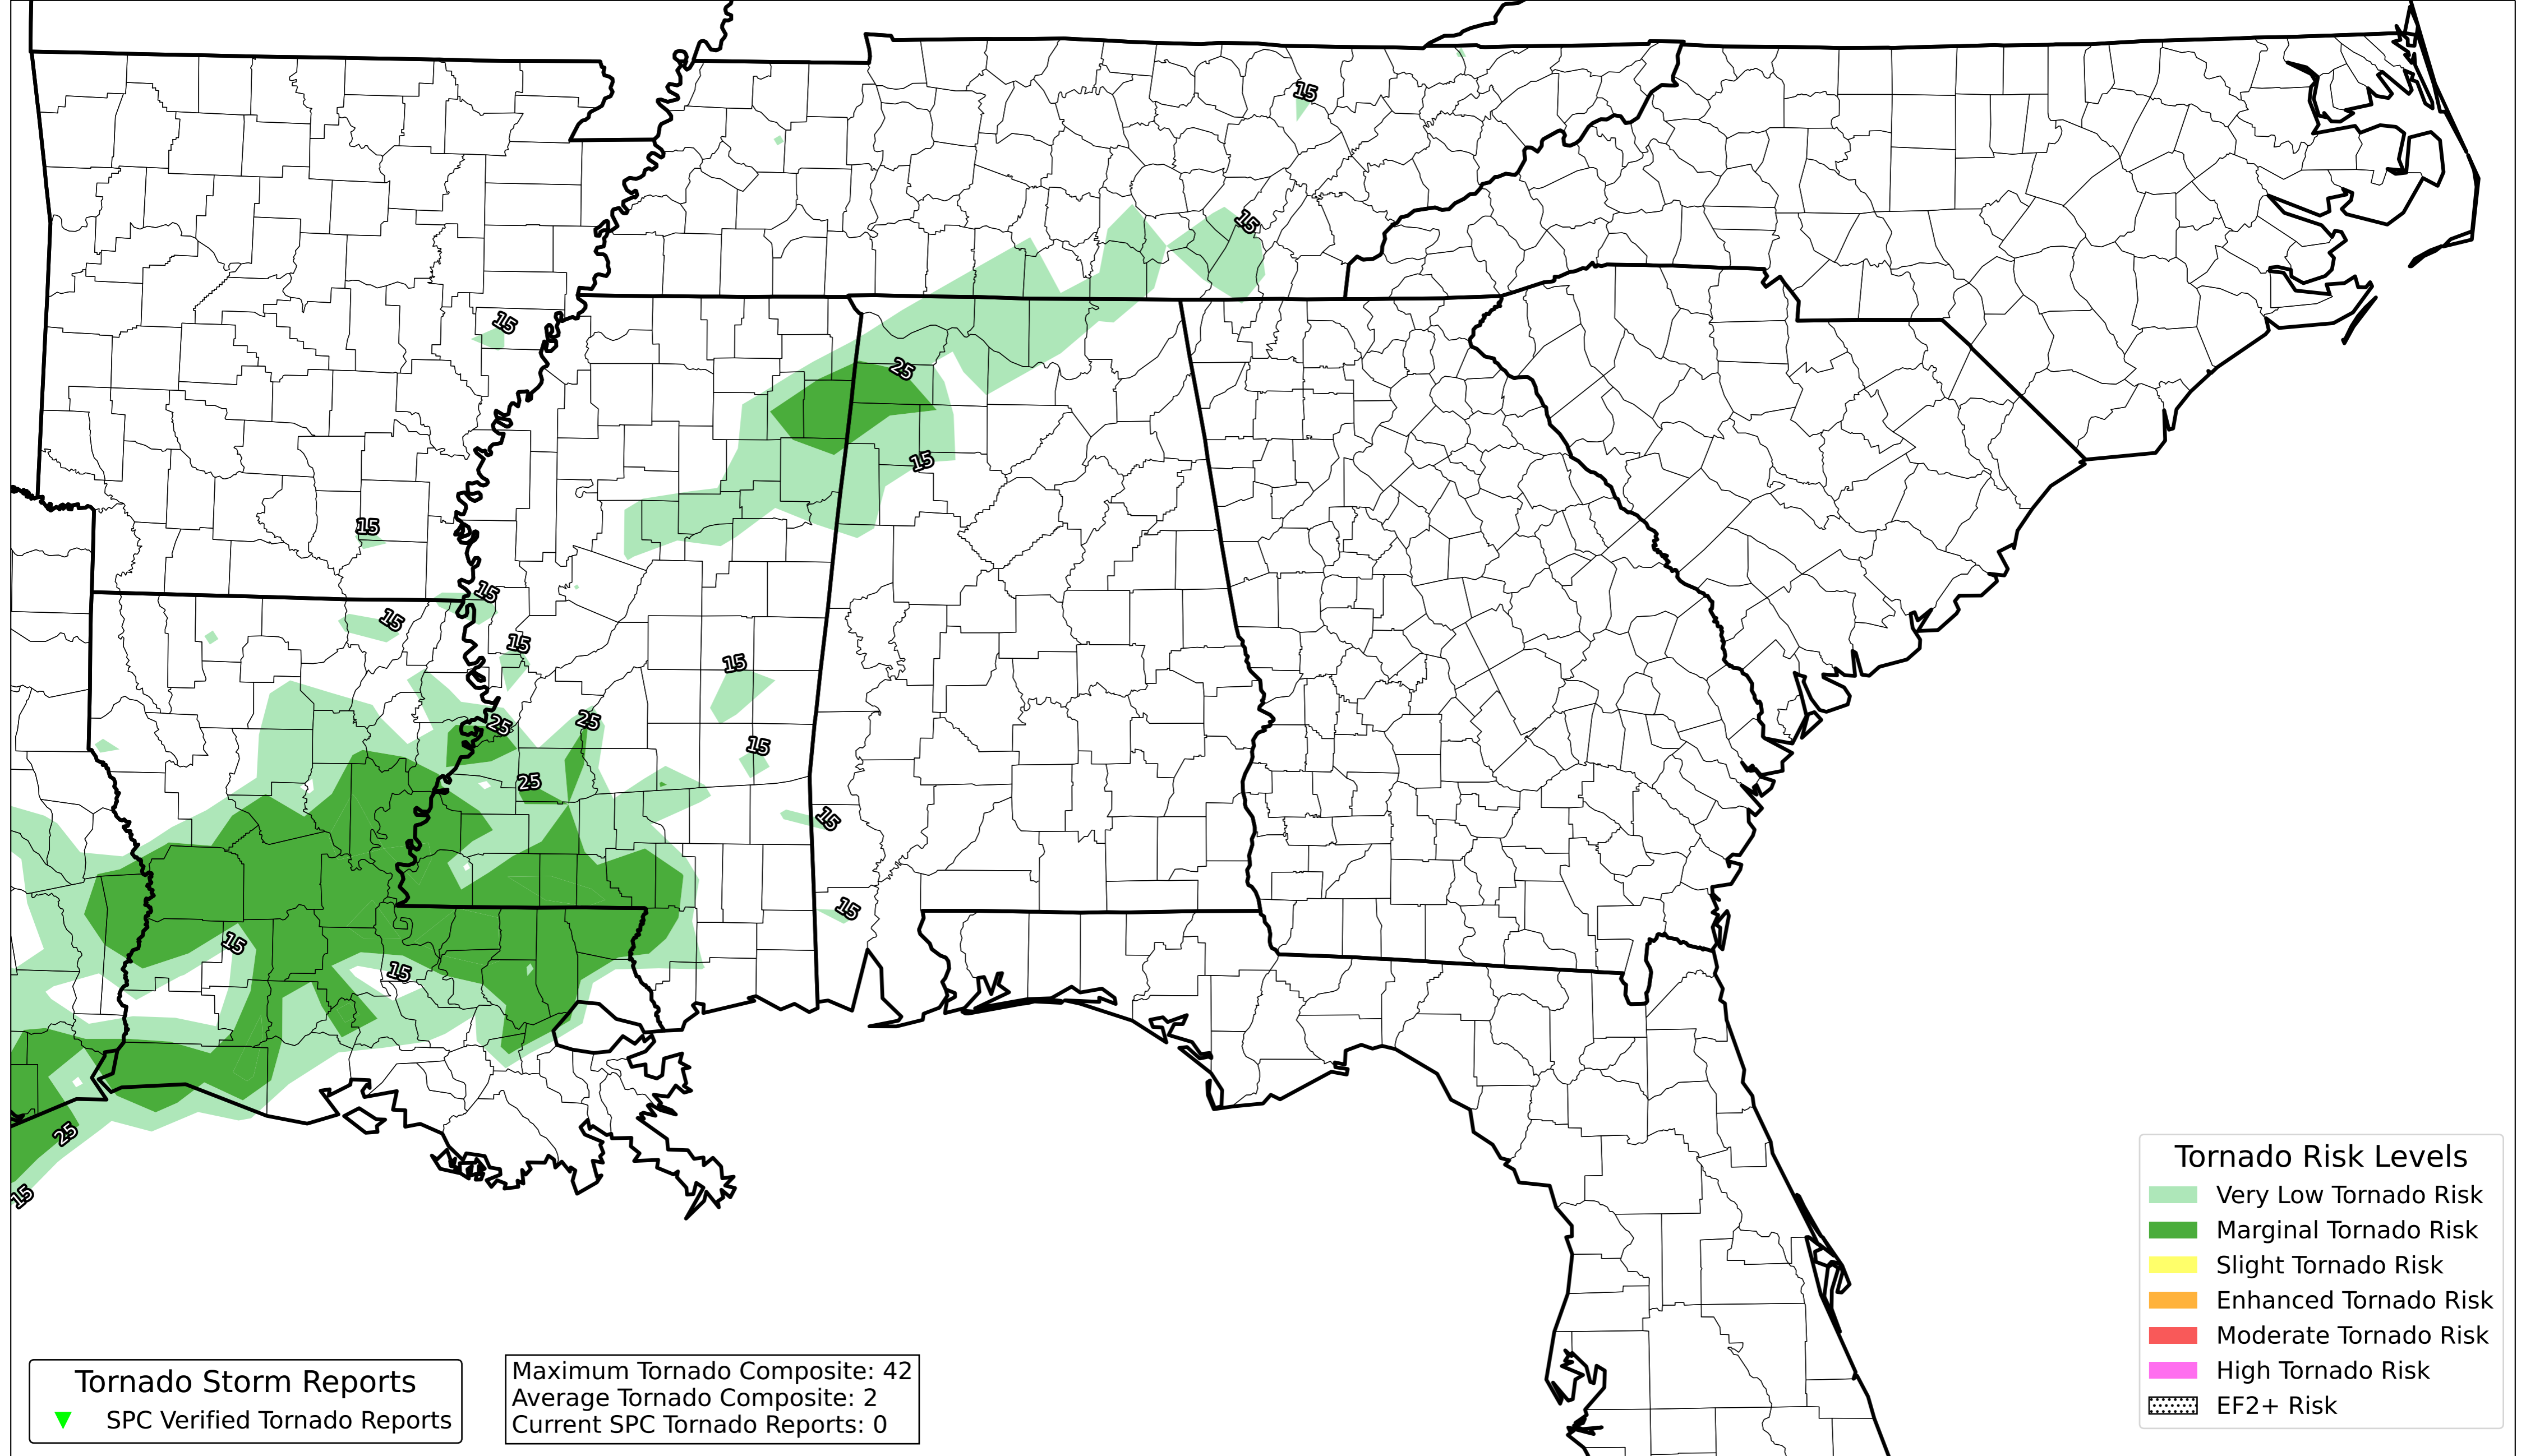 15
15
15
25
15
15
15
15
15
15
25
25
15
25
15
15
15
15
25
15
Tornado Risk Levels
Very Low Tornado Risk
Marginal Tornado Risk
Slight Tornado Risk
Enhanced Tornado Risk
Moderate Tornado Risk
High Tornado Risk
EF2+ Risk
Tornado Storm Reports
SPC Verified Tornado Reports
Maximum Tornado Composite: 42
Average Tornado Composite: 2
Current SPC Tornado Reports: 0